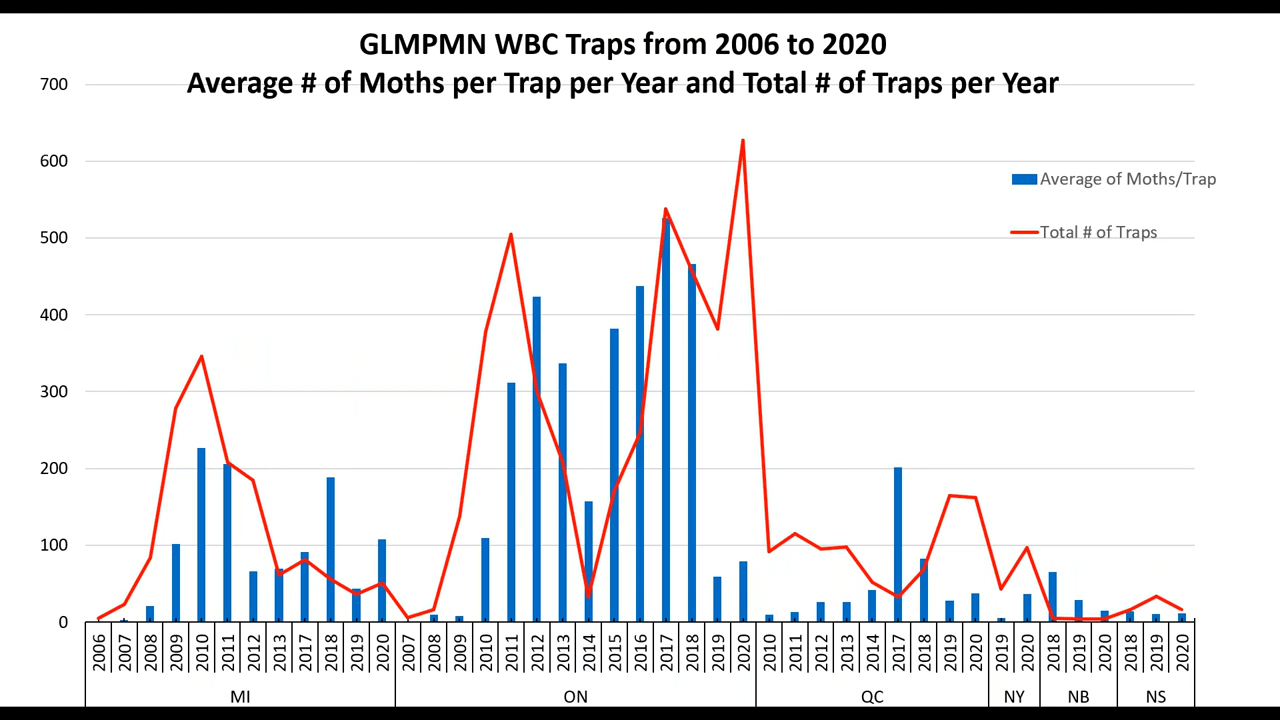 GLMPMN WBC Traps from 2006 to 2020
Average # of Moths per Trap per Year and Total # of Traps per Year
700
600
500
400
300
200
100
0
Average of Moths/Trap
Total # of Traps
2006 2007 2008 2009 2010 2011 2012 2013 2017 2018 2019 2020 2007 2008 2009 2010 2011 2012 2013 2014 2015 2016 2017 2018 2019 2020 2010 2011 2012 2013 2014 2017 2018 2019 2020 2019 2020 2018 2019 2020 2018 2019 2020
MI ON QC NY NB NS